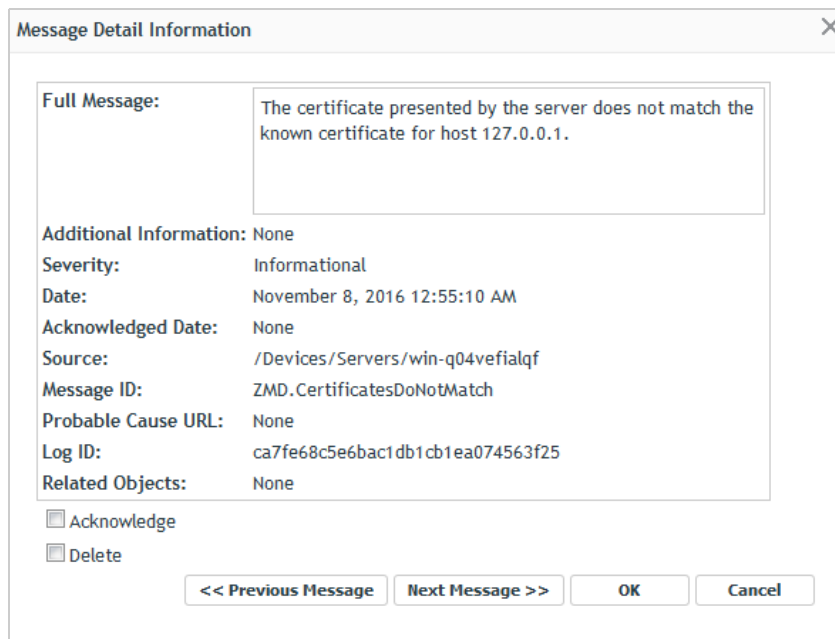 Message Detail Information
Full Message:
The certificate presented by the server does not match the
known certificate for host 127.0.0.1.
Additional Information: None
Severity: Informational
Date: November 8, 2016 12:55:10 AM
Acknowledged Date: None
Source: /Devices/Servers/win-q04vefialqf
Message ID: ZMD.CertificatesDoNotMatch
Probable Cause URL: None
Log ID: ca7fe68c5e6bac1db1cb1ea074563f25
Related Objects: None
Acknowledge
Delete
<< Previous Message Next Message >> OK Cancel